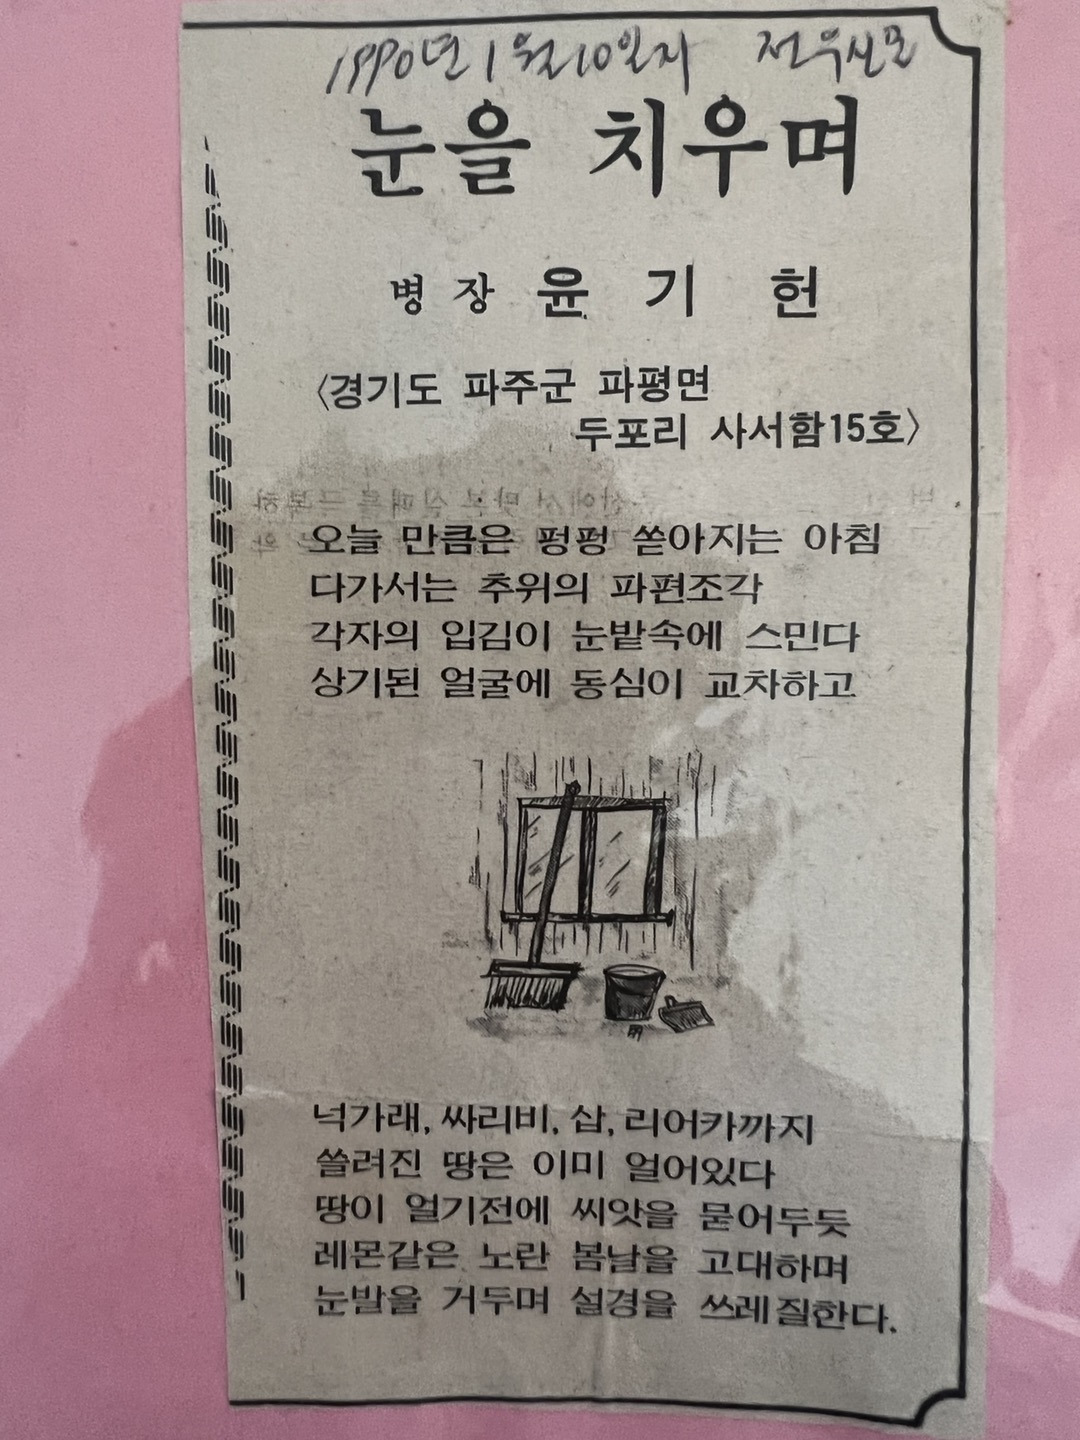 1990년 1월10일자 전우신문
눈을 치우며
병장 윤기헌
〈경기도 파주군 파평면
두포리 사서함15호〉
오늘 만큼은 펑펑 쏟아지는 아침
다가서는 추위의 파편조각
각자의 입김이 눈밭속에 스민다
상기된 얼굴에 동심이 교차하고
넉가래, 싸리비, 삽, 리어카까지
쓸려진 땅은 이미 얼어있다
땅이 얼기전에 씨앗을 묻어두듯
레몬같은 노란 봄날을 고대하며
눈발을 거두며 설경을 쓰레질한다.